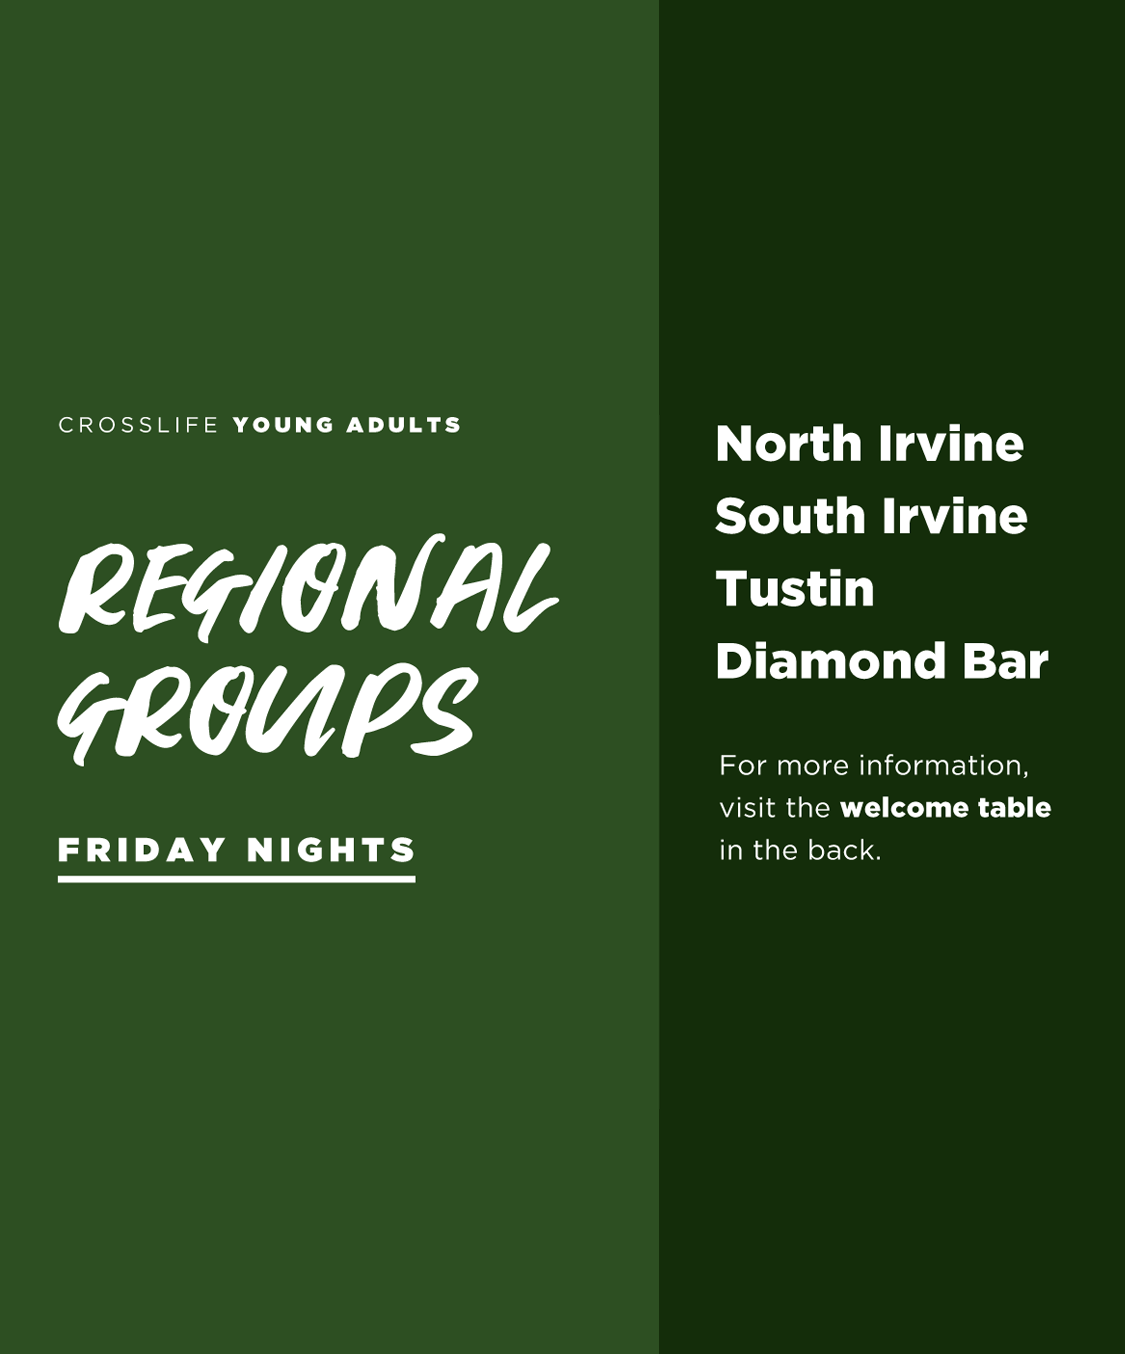 CROSSLIFE YOUNG ADULTS
REGIONAL
GROUPS
FRIDAY NIGHTS
North Irvine
South Irvine
Tustin
Diamond Bar
For more information,
visit the welcome table
in the back.